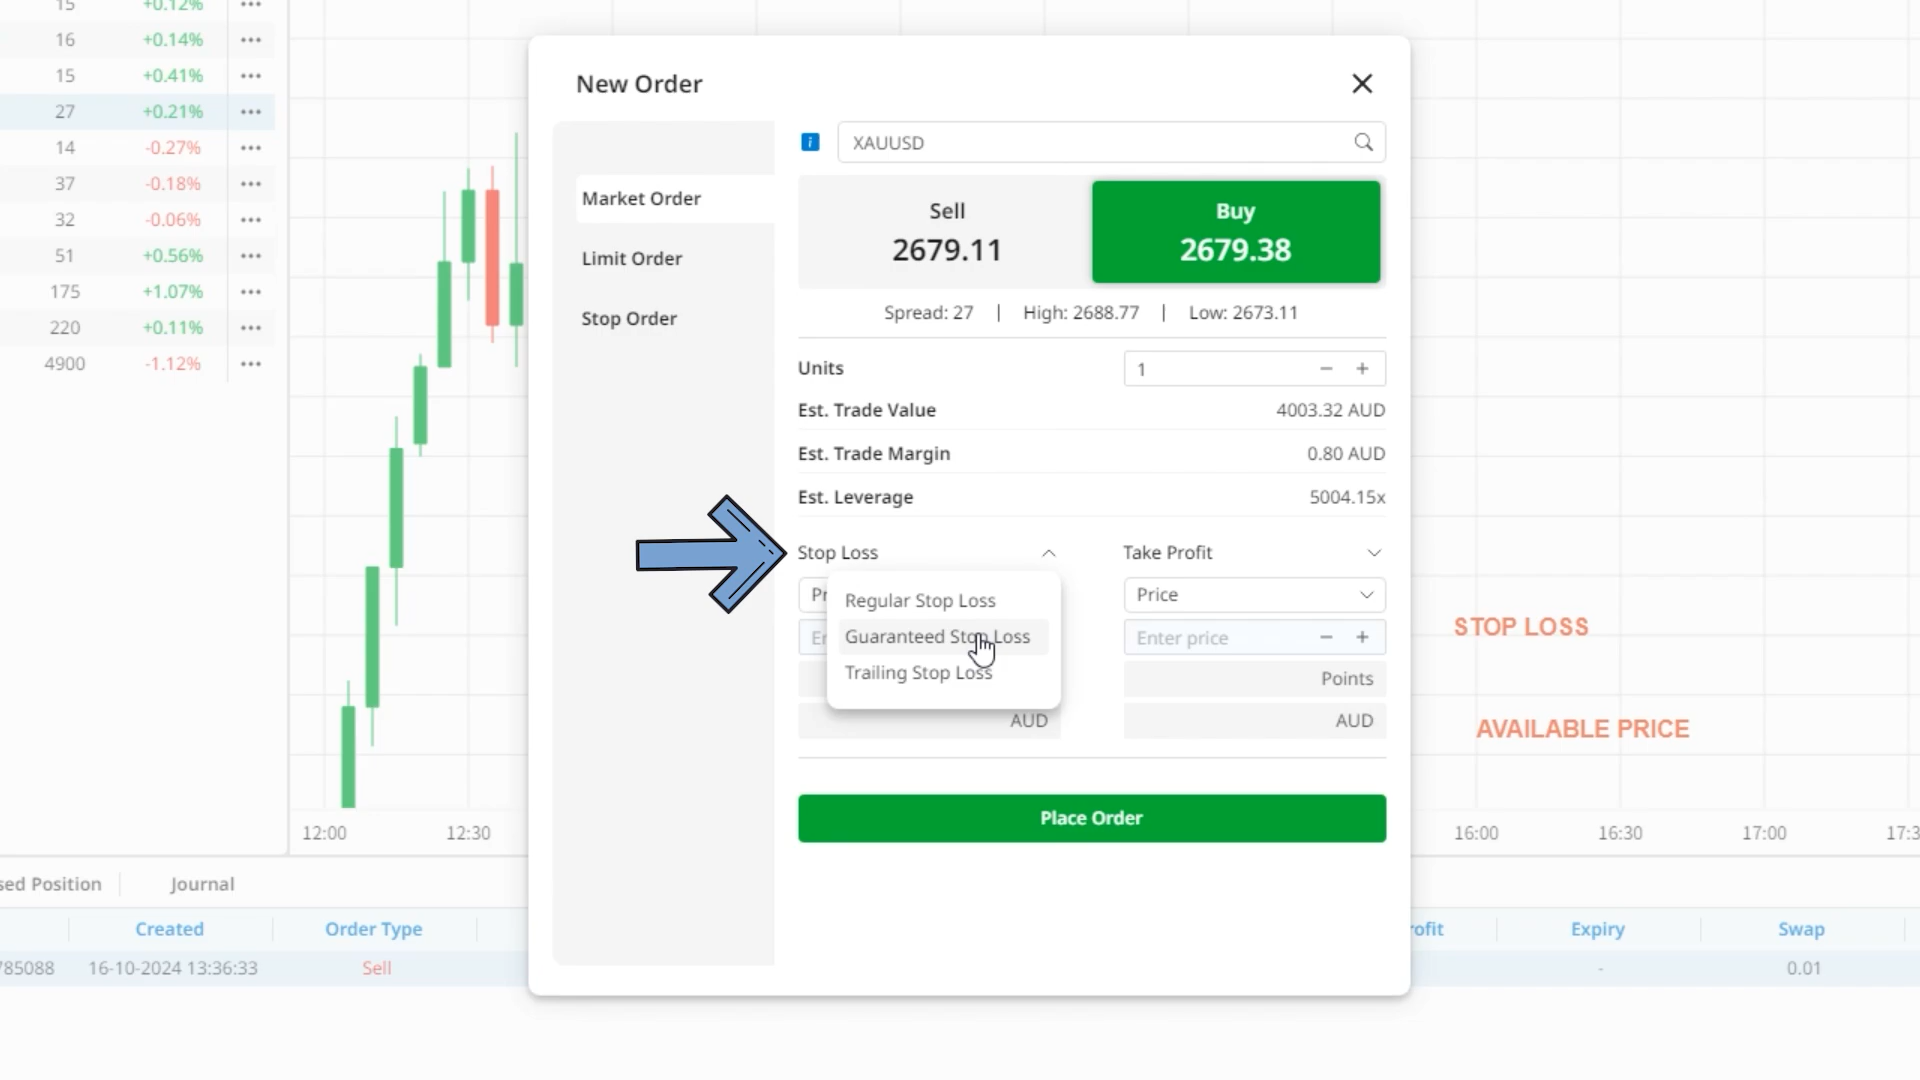 15 +0.12% •••
16 +0.14% •••
15 +0.41% •••
27 +0.21% •••
14 -0.27% •••
37 -0.18% •••
32 -0.06% •••
51 +0.56% •••
175 +1.07% •••
220 +0.11% •••
4900 -1.12% •••
12:00 12:30
New Order
Market Order
Limit Order
Stop Order
i XAUUSD
Sell
2679.11
Buy
2679.38
Spread: 27 | High: 2688.77 | Low: 2673.11
Units 1 − +
Est. Trade Value 4003.32 AUD
Est. Trade Margin 0.80 AUD
Est. Leverage 5004.15x
Stop Loss
Pr
Er
Regular Stop Loss
Guaranteed Stop Loss
Trailing Stop Loss
AUD
Take Profit
Price
Enter price − +
Points
AUD
Place Order
STOP LOSS
AVAILABLE PRICE
16:00 16:30 17:00 17:3
sed Position Journal
Created Order Type rofit Expiry Swap
785088 16-10-2024 13:36:33 Sell - 0.01